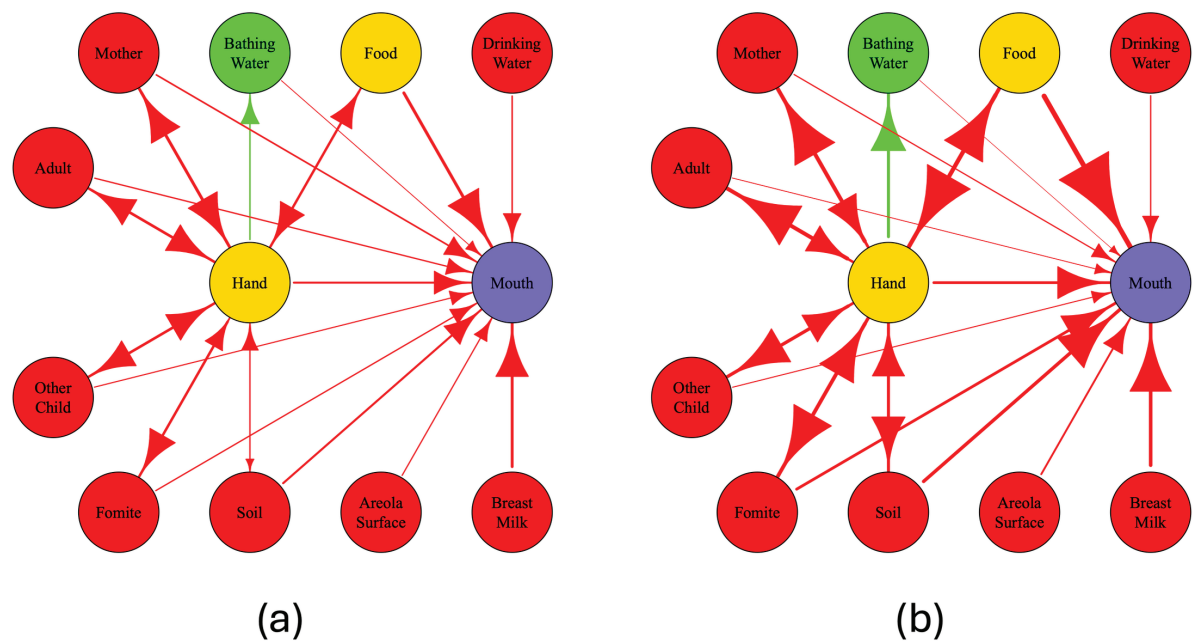 Mother
Bathing
Water
Food
Drinking
Water
Adult
Hand
Mouth
Other
Child
Fomite
Soil
Areola
Surface
Breast
Milk
(a)
Mother
Bathing
Water
Food
Drinking
Water
Adult
Hand
Mouth
Other
Child
Fomite
Soil
Areola
Surface
Breast
Milk
(b)